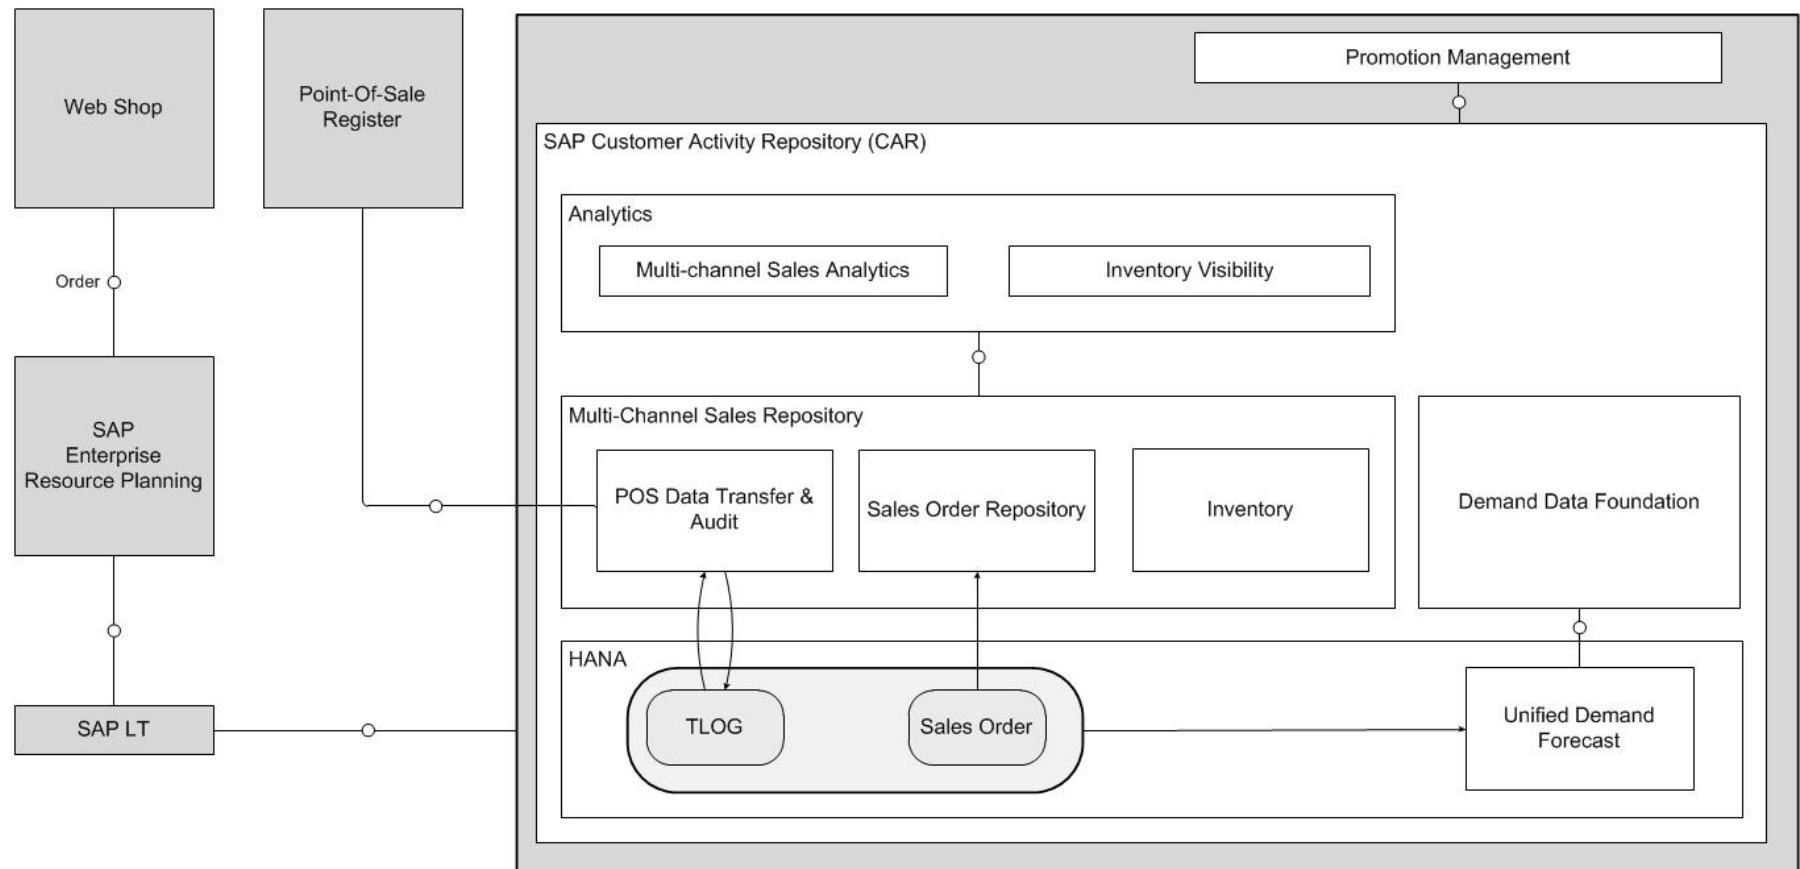 Web Shop
Point-Of-Sale
Register
Promotion Management
SAP Customer Activity Repository (CAR)
Analytics
Multi-channel Sales Analytics
Inventory Visibility
Order
Multi-Channel Sales Repository
SAP
Enterprise
Resource Planning
POS Data Transfer &
Audit
Sales Order Repository
Inventory
Demand Data Foundation
HANA
SAP LT
TLOG
Sales Order
Unified Demand
Forecast